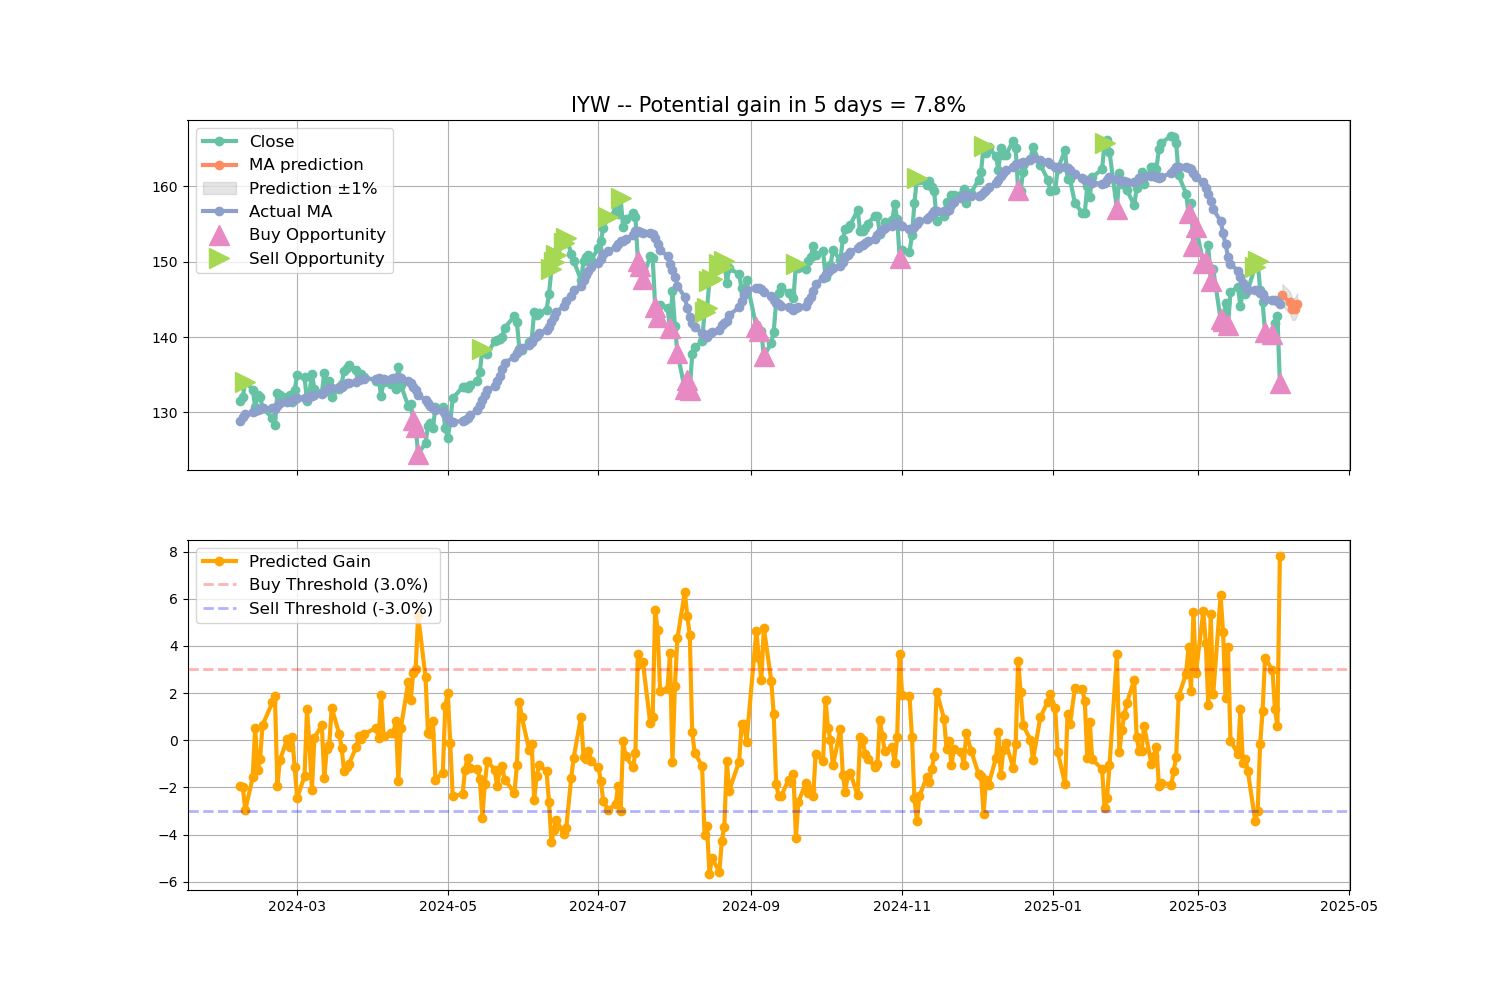 IYW -- Potential gain in 5 days = 7.8%
Close
MA prediction
Prediction ±1%
Actual MA
Buy Opportunity
Sell Opportunity
160
150
140
130
Predicted Gain
Buy Threshold (3.0%)
Sell Threshold (-3.0%)
8
6
4
2
0
−2
−4
−6
2024-03 2024-05 2024-07 2024-09 2024-11 2025-01 2025-03 2025-05